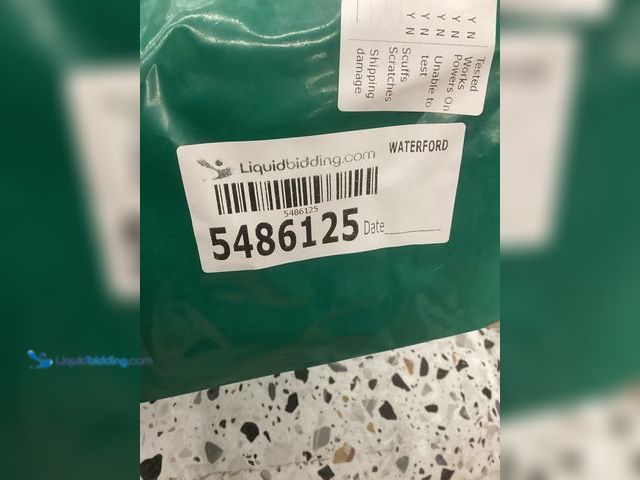 Y N Tested
Y N Works
Y N Powers On
Y N Unable to
test
Y N Scuffs
Y N Scratches
Shipping
damage
Liquidbidding.com WATERFORD
5486125
5486125 Date
Liquidbidding.com